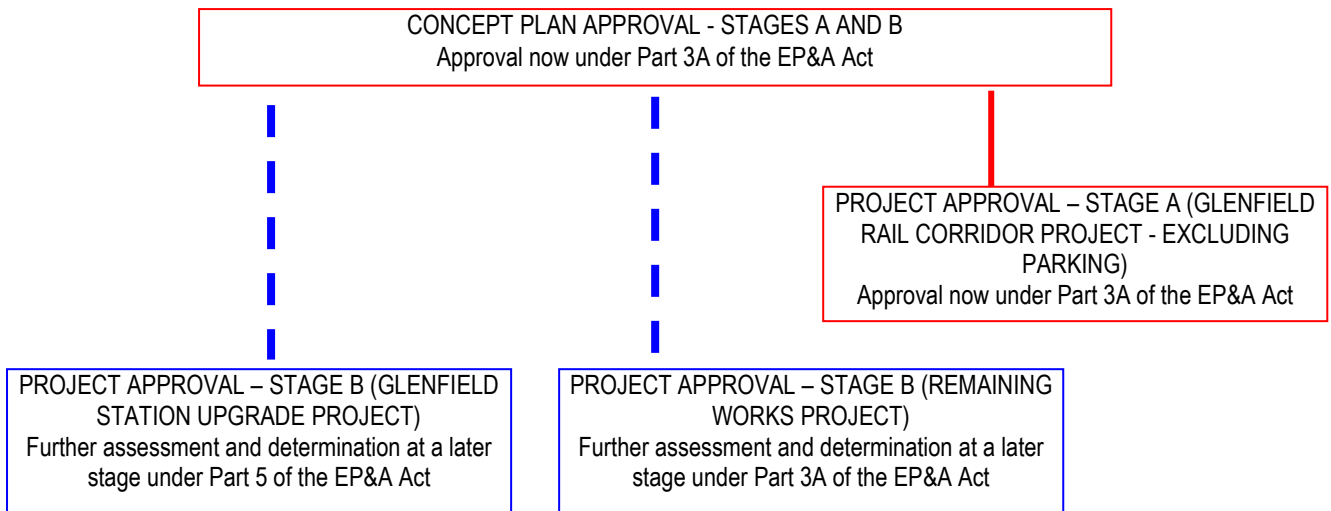 CONCEPT PLAN APPROVAL - STAGES A AND B
Approval now under Part 3A of the EP&A Act
PROJECT APPROVAL – STAGE A (GLENFIELD
RAIL CORRIDOR PROJECT - EXCLUDING
PARKING)
Approval now under Part 3A of the EP&A Act
PROJECT APPROVAL – STAGE B (GLENFIELD
STATION UPGRADE PROJECT)
Further assessment and determination at a later
stage under Part 5 of the EP&A Act
PROJECT APPROVAL – STAGE B (REMAINING
WORKS PROJECT)
Further assessment and determination at a later
stage under Part 3A of the EP&A Act